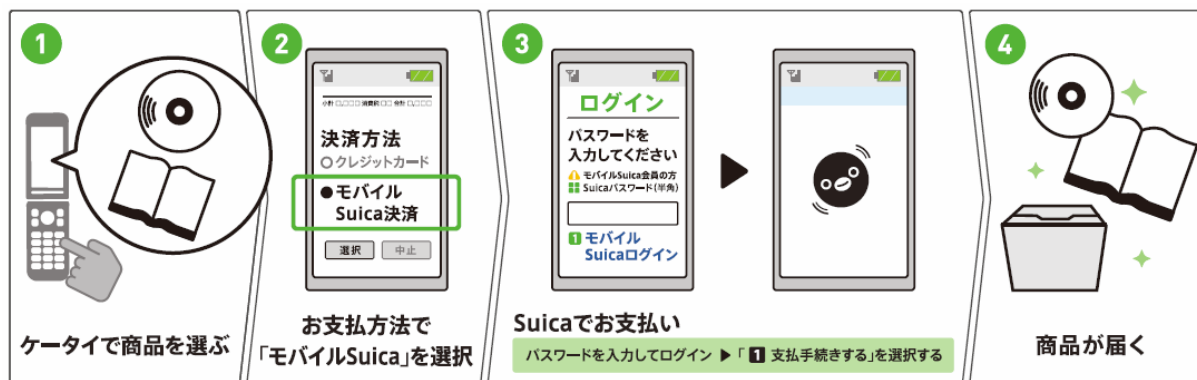 1
ケータイで商品を選ぶ
2
小計 □,□□□ 消費税 □□ 合計 □,□□□
決済方法
○クレジットカード
●モバイル
Suica決済
選択 中止
お支払方法で
「モバイルSuica」を選択
3
ログイン
パスワードを
入力してください
モバイルSuica会員の方
Suicaパスワード(半角)
1 モバイル
Suicaログイン
Suicaでお支払い
パスワードを入力してログイン ▶ 「 1 支払手続きする」を選択する
4
商品が届く